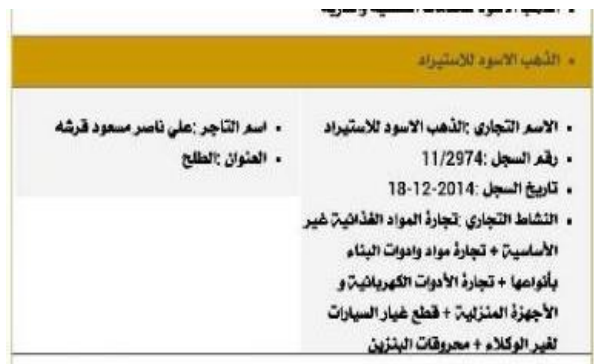 الذهب الاسود للاستيراد
الاسم التجاري :الذهب الاسود للاستيراد
رقم السجل :11/2974
تاريخ السجل :2014-12-18
النشاط التجاري :تجارة المواد الغذائية غير
الأساسية + تجارة مواد وادوات البناء
بأنواعها + تجارة الأدوات الكهربائية و
الأجهزة المنزلية + قطع غيار السيارات
لغير الوكلاء + محروقات البنزين
اسم التاجر :علي ناصر مسعود قرشه
العنوان :الطلح